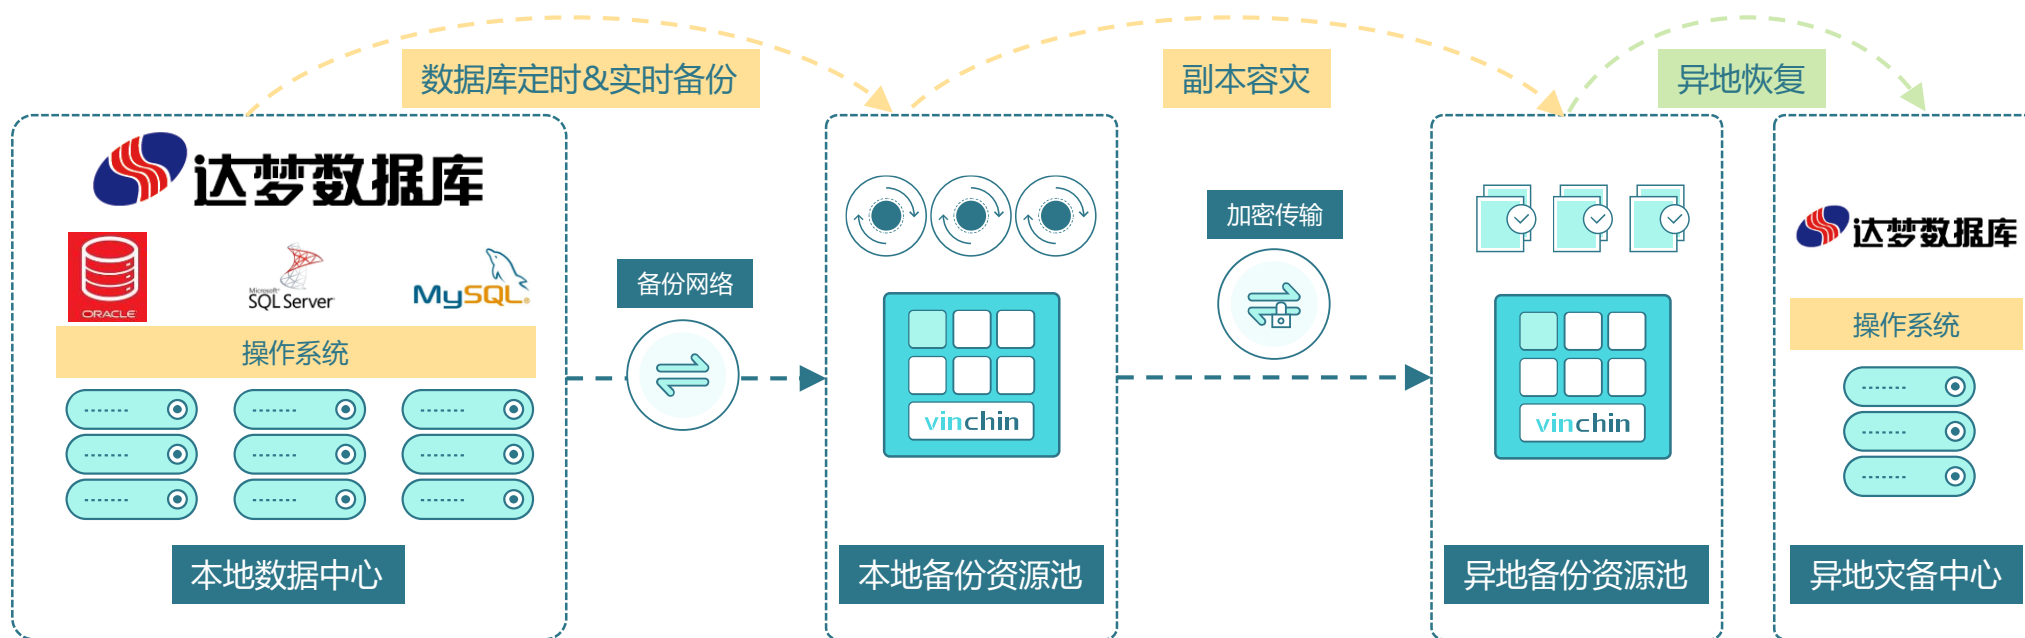 数据库定时&实时备份
副本容灾
异地恢复
达梦数据库
ORACLE
Microsoft
SQL Server
MySQL
操作系统
本地数据中心
备份网络
vinchin
本地备份资源池
加密传输
vinchin
异地备份资源池
达梦数据库
操作系统
异地灾备中心